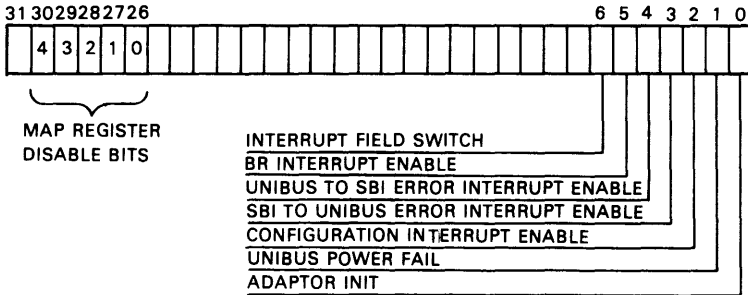 31 30 29 28 27 26 6 5 4 3 2 1 0
4 3 2 1 0
MAP REGISTER
DISABLE BITS
INTERRUPT FIELD SWITCH
BR INTERRUPT ENABLE
UNIBUS TO SBI ERROR INTERRUPT ENABLE
SBI TO UNIBUS ERROR INTERRUPT ENABLE
CONFIGURATION INTERRUPT ENABLE
UNIBUS POWER FAIL
ADAPTOR INIT